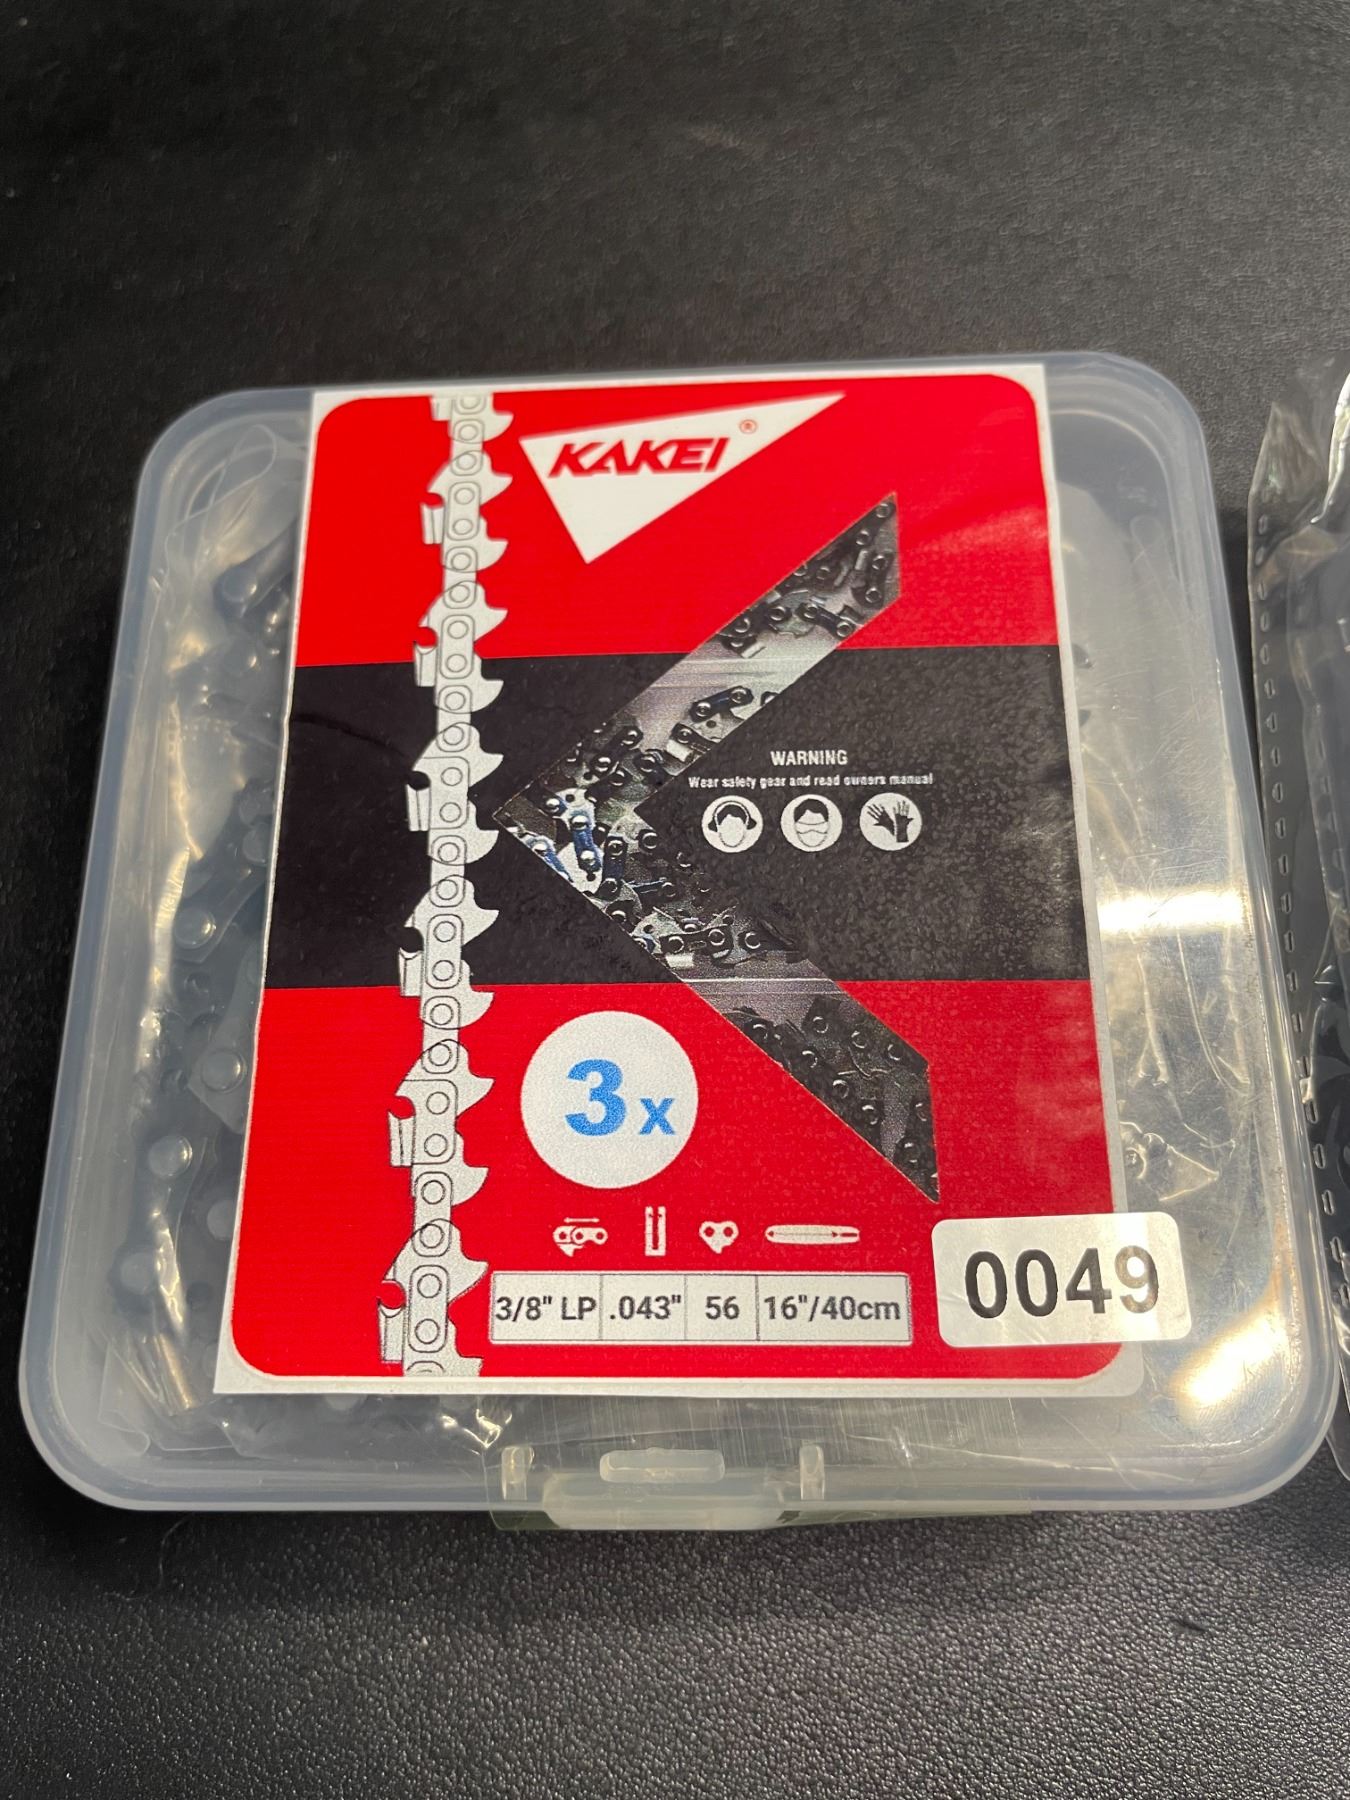 KAKEI®
WARNING
Wear safety gear and read owners manual
3x
3/8" LP .043" 56 16"/40cm
0049